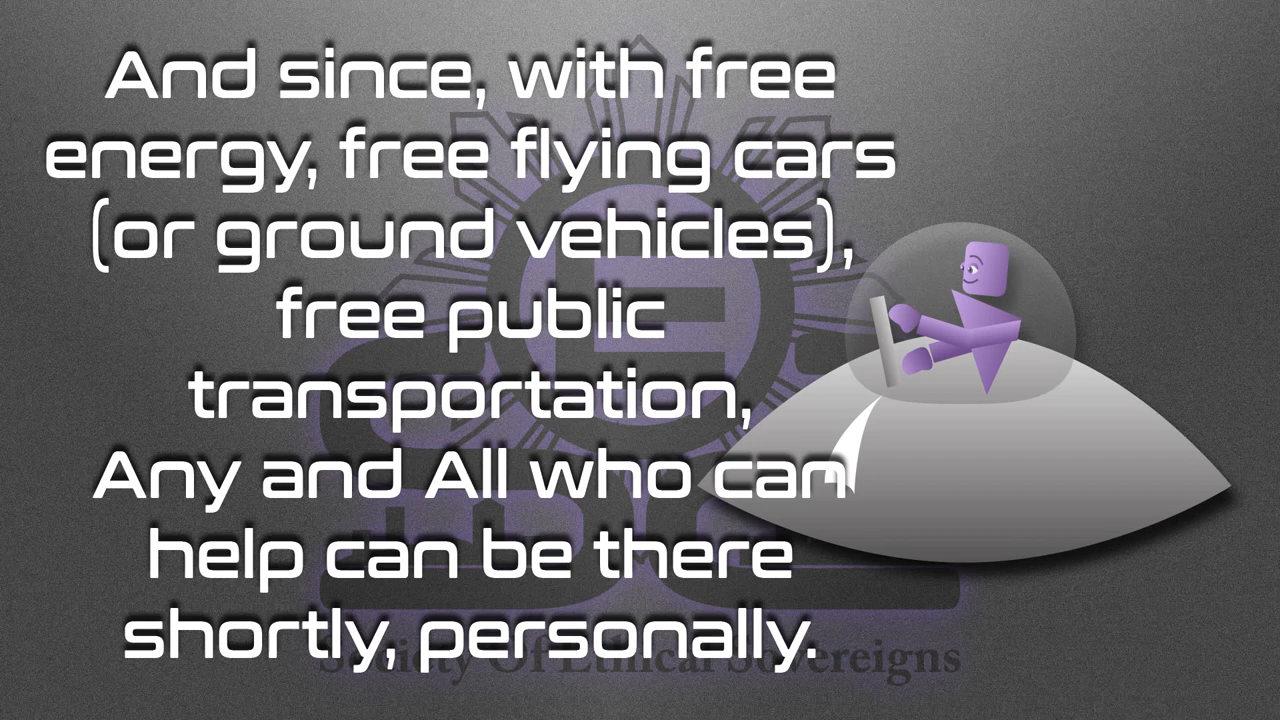 And since, with free
energy, free flying cars
(or ground vehicles),
free public
transportation,
Any and All who can
help can be there
shortly, personally.
Society Of Ethical Sovereigns